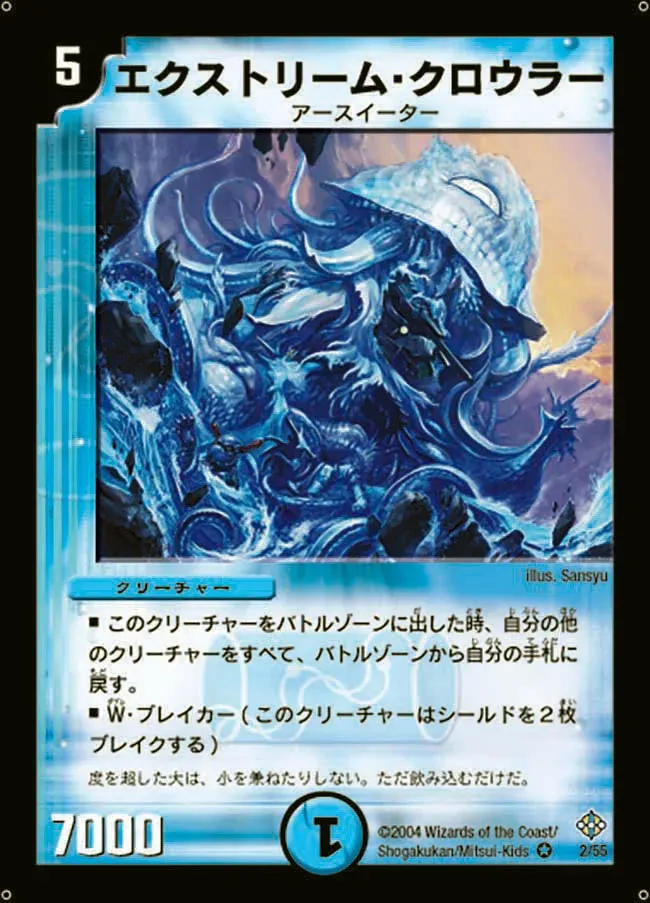 5
エクストリーム・クロウラー
アースイーター
illus. Sansyu
クリーチャー
■ このクリーチャーをバトルゾーンに出した時、自分の他
のクリーチャーをすべて、バトルゾーンから自分の手札に
戻す。
■ W・ブレイカー ( このクリーチャーはシールドを２枚
ブレイクする )
度を超した大は、小を兼ねたりしない。ただ飲み込むだけだ。
7000
©2004 Wizards of the Coast/
Shogakukan/Mitsui-Kids
2/55